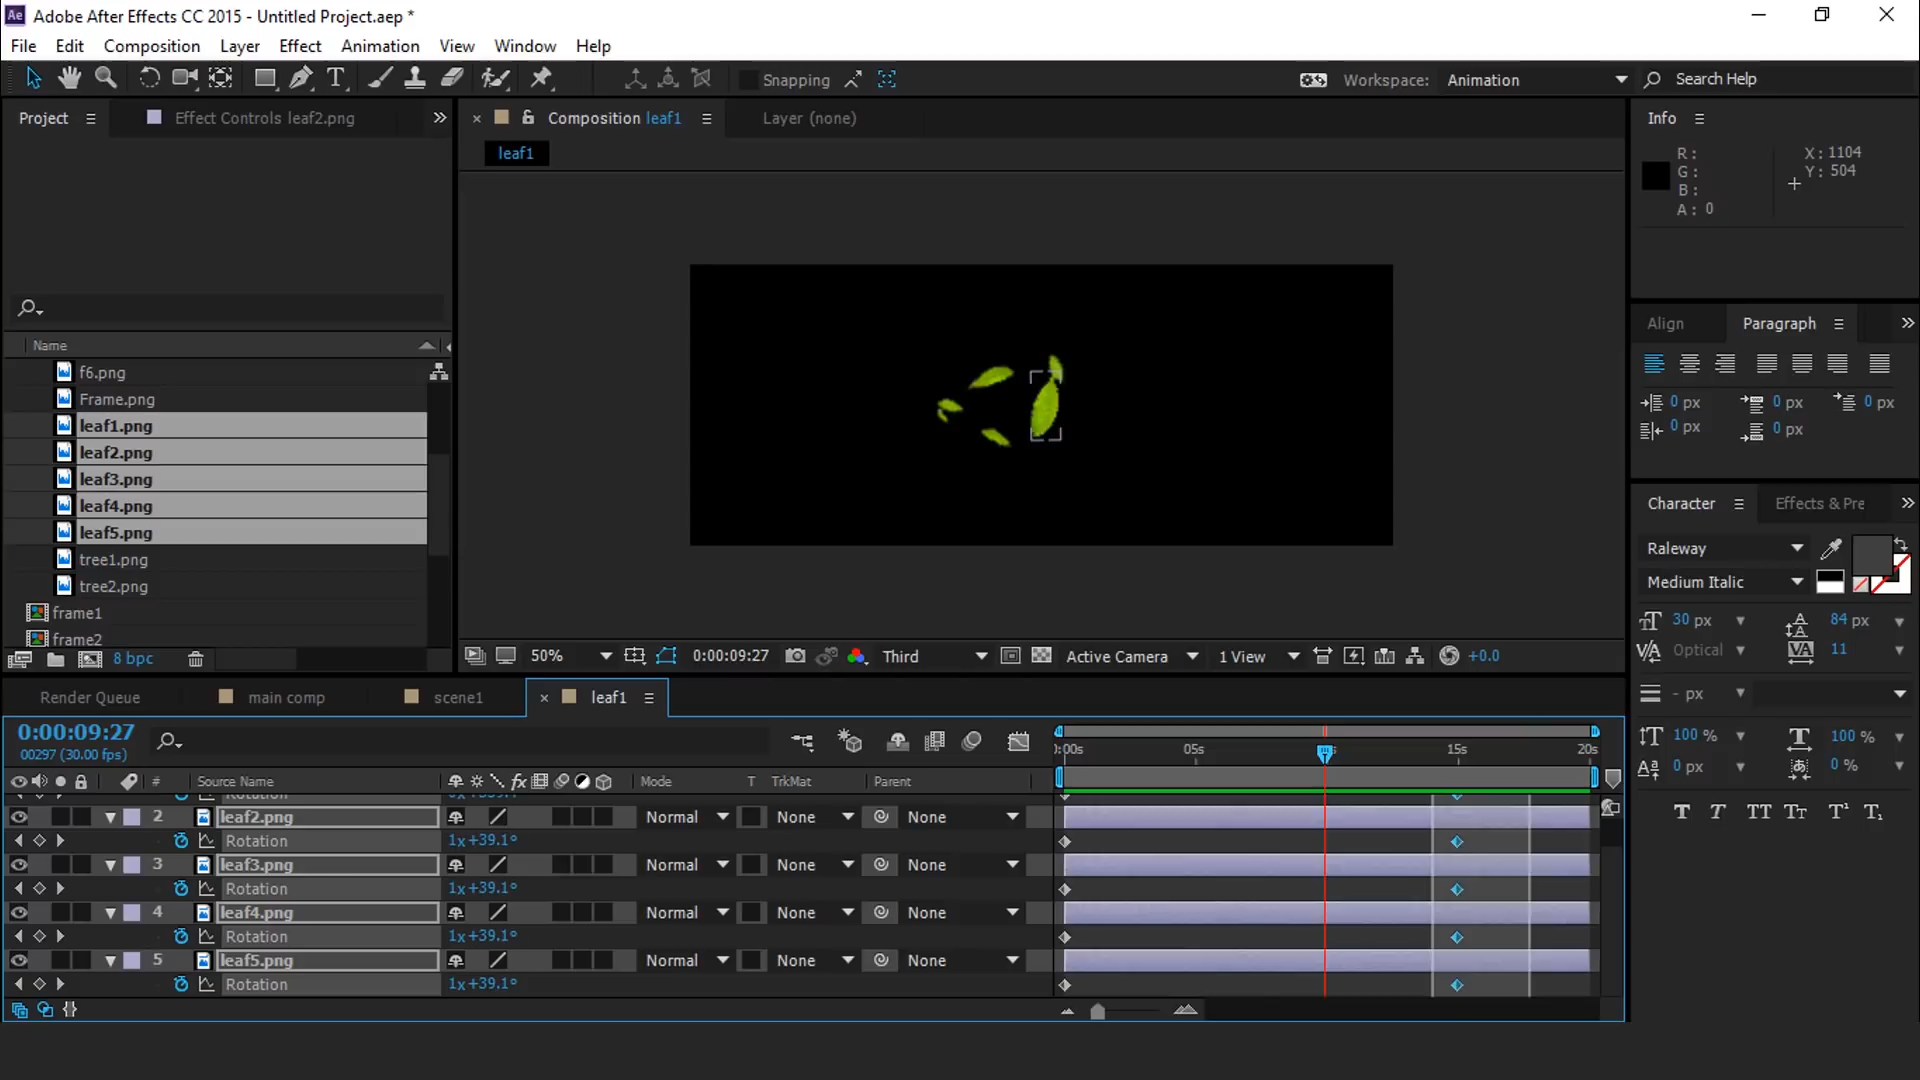 Ae Adobe After Effects CC 2015 - Untitled Project.aep *
File Edit Composition Layer Effect Animation View Window Help
Snapping
Workspace: Animation
Search Help
Project
Effect Controls leaf2.png
Composition leaf1
Layer (none)
Info
leaf1
R:
G:
B:
A: 0
X: 1104
Y: 504
Name
f6.png
Frame.png
leaf1.png
leaf2.png
leaf3.png
leaf4.png
leaf5.png
tree1.png
tree2.png
frame1
frame2
8 bpc
Align
Paragraph
0 px 0 px 0 px
0 px 0 px
Character
Effects & Pre
Raleway
Medium Italic
30 px 84 px
Optical 11
- px
100 % 100 %
0 px 0 %
T T TT Tт T¹ T₁
50% 0:00:09:27 Third Active Camera 1 View +0.0
Render Queue main comp scene1 leaf1
0:00:09:27
00297 (30.00 fps)
):00s 05s 15s 20s
# Source Name fx Mode T TrkMat Parent
2 leaf2.png Normal None None
Rotation 1x+39.1°
3 leaf3.png Normal None None
Rotation 1x+39.1°
4 leaf4.png Normal None None
Rotation 1x+39.1°
5 leaf5.png Normal None None
Rotation 1x+39.1°